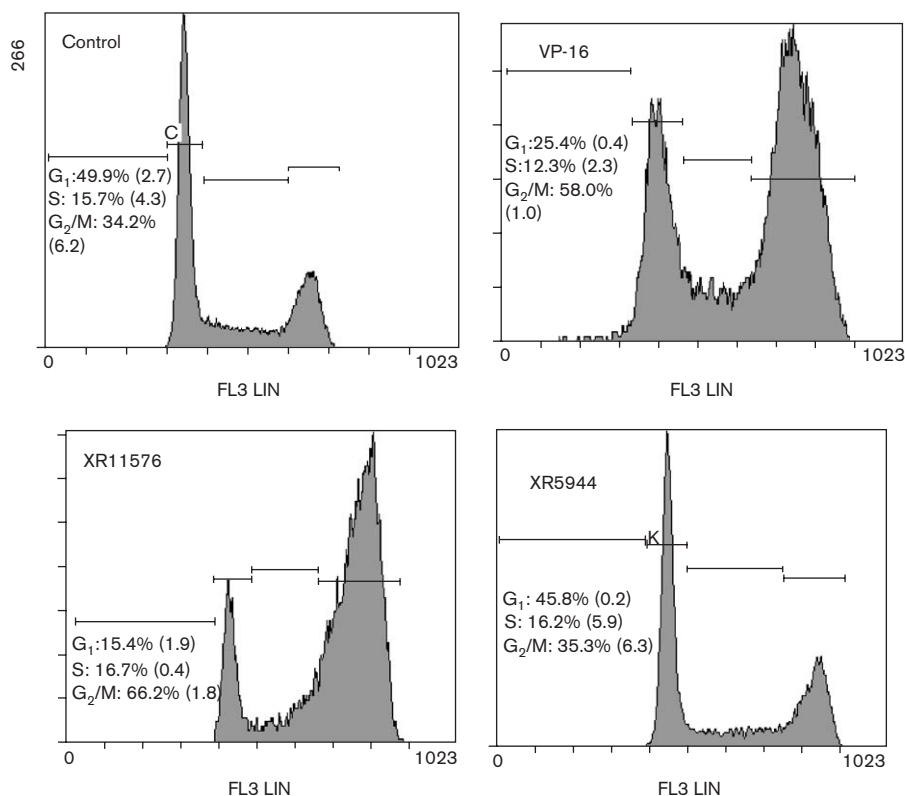 266
Control
C
G₁:49.9% (2.7)
S: 15.7% (4.3)
G₂/M: 34.2%
(6.2)
0 1023
FL3 LIN
VP-16
G₁:25.4% (0.4)
S:12.3% (2.3)
G₂/M: 58.0%
(1.0)
0 1023
FL3 LIN
XR11576
G₁:15.4% (1.9)
S: 16.7% (0.4)
G₂/M: 66.2% (1.8)
0 1023
FL3 LIN
XR5944
K
G₁: 45.8% (0.2)
S: 16.2% (5.9)
G₂/M: 35.3% (6.3)
0 1023
FL3 LIN